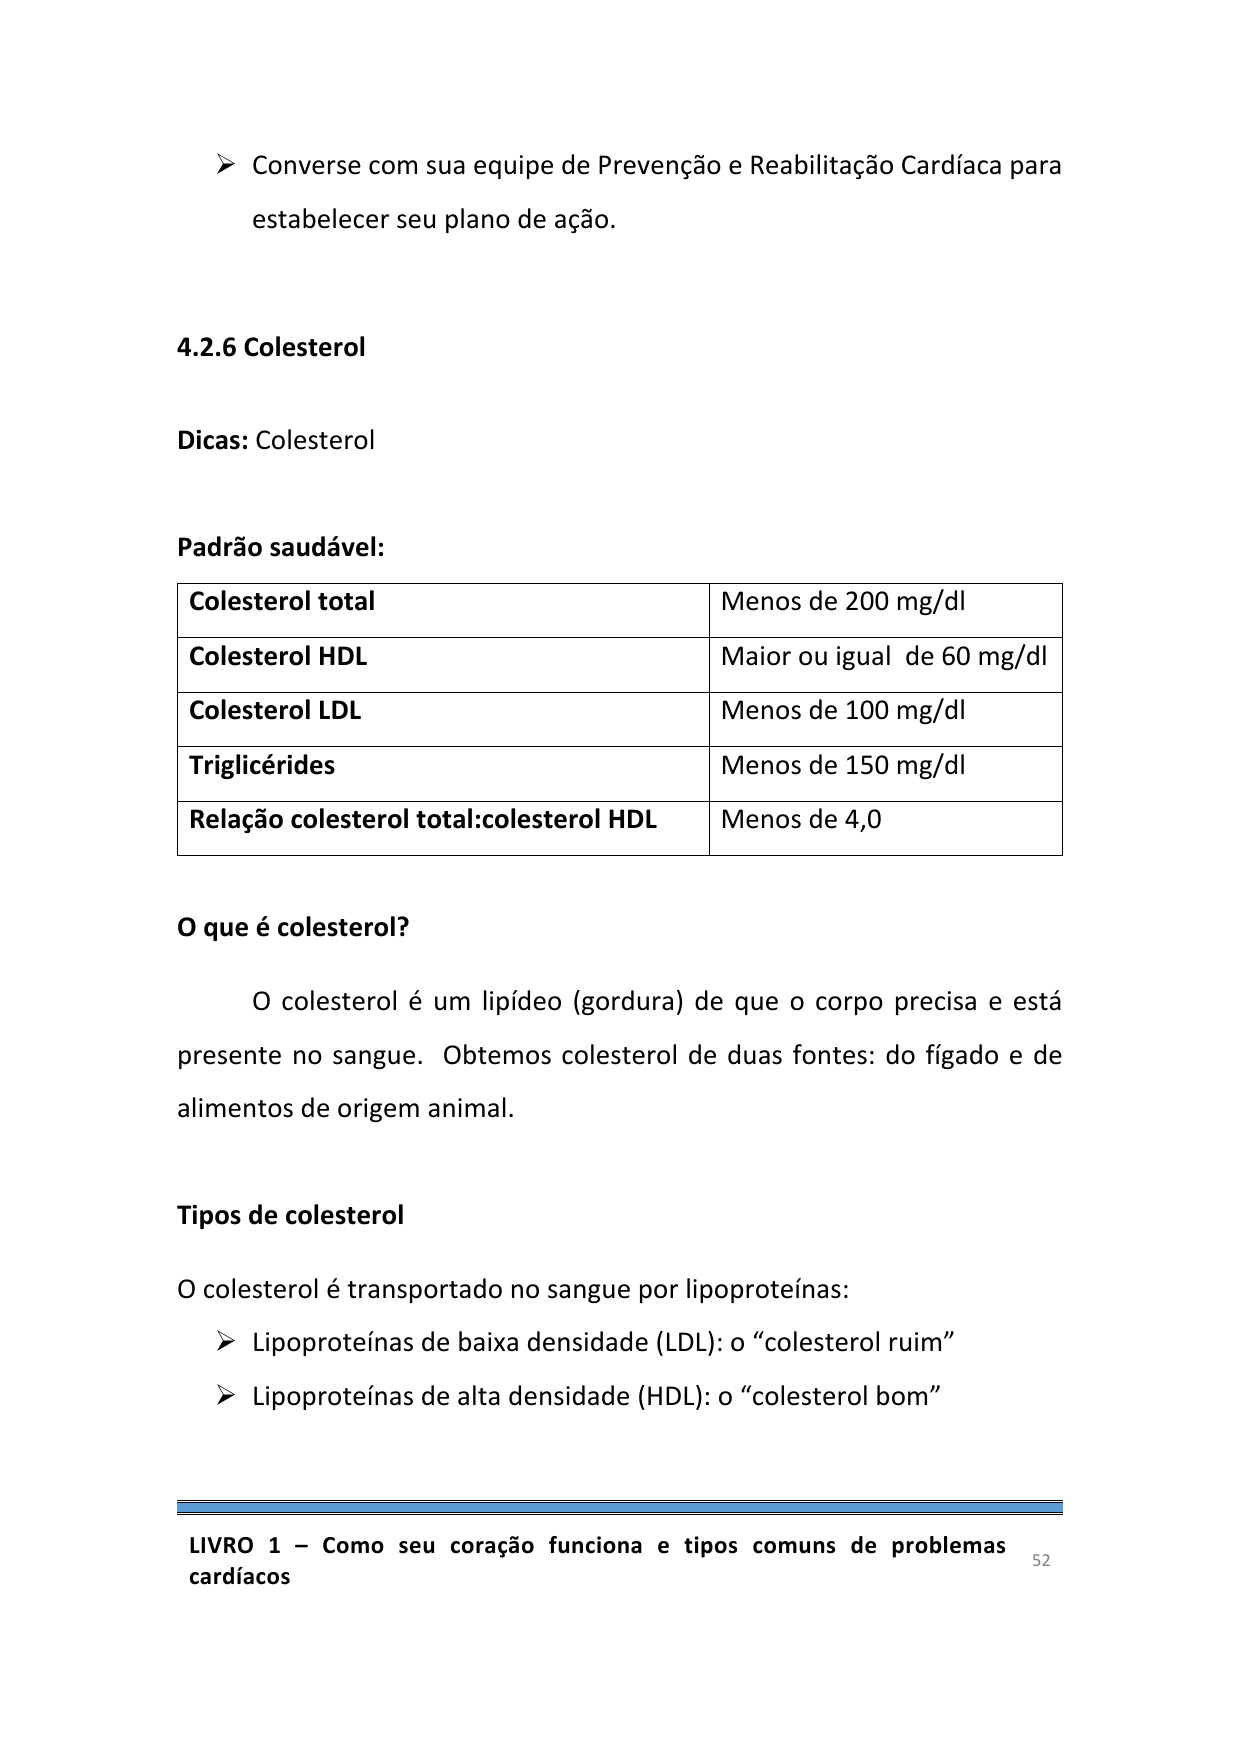 ➢ Converse com sua equipe de Prevenção e Reabilitação Cardíaca para
estabelecer seu plano de ação.
4.2.6 Colesterol
Dicas: Colesterol
Padrão saudável:
Colesterol total Menos de 200 mg/dl
Colesterol HDL Maior ou igual  de 60 mg/dl
Colesterol LDL Menos de 100 mg/dl
Triglicérides Menos de 150 mg/dl
Relação colesterol total:colesterol HDL Menos de 4,0
O que é colesterol?
O colesterol é um lipídeo (gordura) de que o corpo precisa e está
presente no sangue.  Obtemos colesterol de duas fontes: do fígado e de
alimentos de origem animal.
Tipos de colesterol
O colesterol é transportado no sangue por lipoproteínas:
➢ Lipoproteínas de baixa densidade (LDL): o “colesterol ruim”
➢ Lipoproteínas de alta densidade (HDL): o “colesterol bom”
LIVRO 1 – Como seu coração funciona e tipos comuns de problemas
cardíacos
52